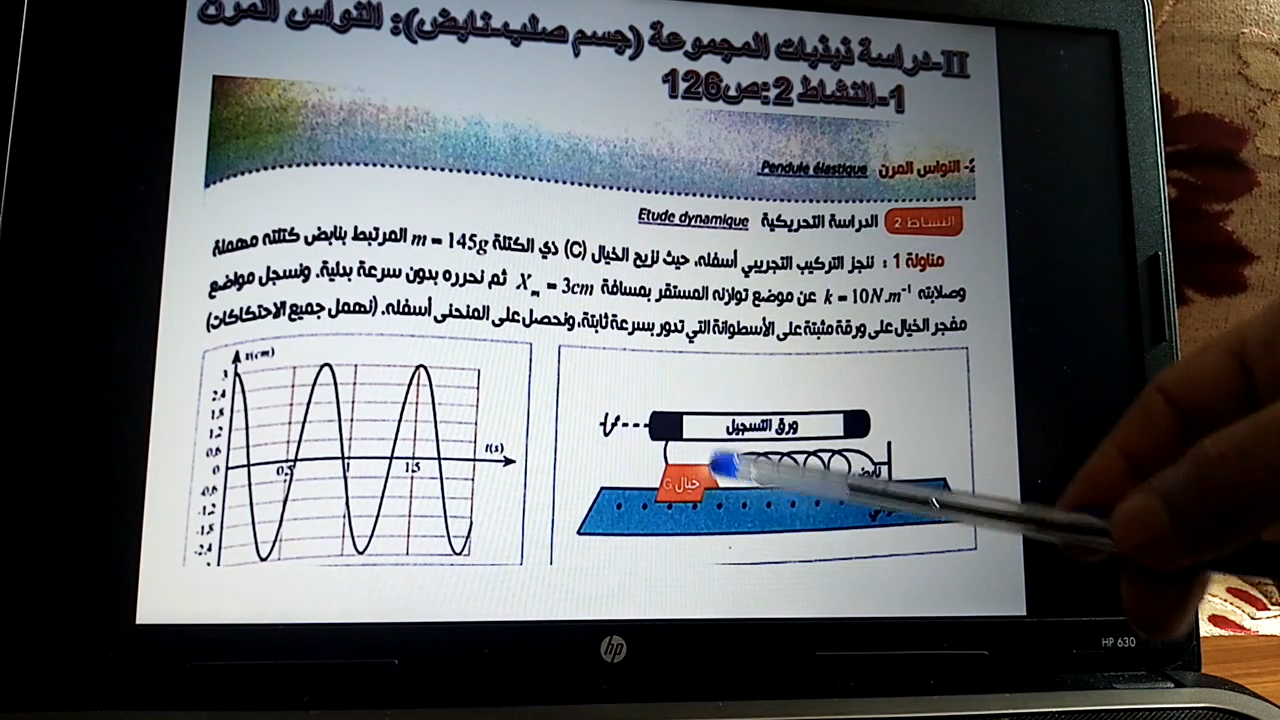 II-دراسة ذبذبات المجموعة (جسم صلب-نابض): النواس المرن
1-النشاط 2:ص126
2- النواس المرن Pendule élastique
النشاط 2 الدراسة التحريكية Etude dynamique
مناولة 1 : ننجز التركيب التجريبي أسفله، حيث نزيح الخيال (C) ذي الكتلة m = 145g المرتبط بنابض كتلته مهملة
وصلابته k = 10N.m⁻¹ عن موضع توازنه المستقر بمسافة Xₘ = 3cm ثم نحرره بدون سرعة بدئية. ونسجل مواضع
مفجر الخيال على ورقة مثبتة على الأسطوانة التي تدور بسرعة ثابتة، ونحصل على المنحنى أسفله. (نهمل جميع الاحتكاكات)
x(cm)
3
2,4
1,8
1,2
0,6
0
-0,6
-1,2
-1,8
-2,4
0,5
1
1,5
t(s)
ورق التسجيل
نابض
خيال G
hp
HP 630